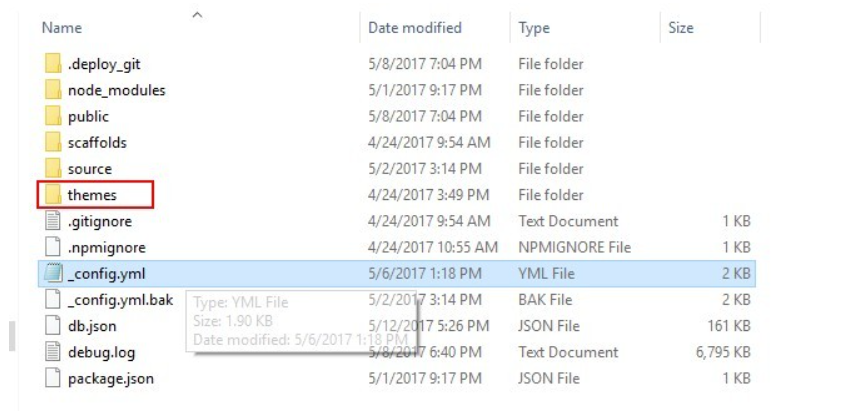 Name Date modified Type Size
.deploy_git 5/8/2017 7:04 PM File folder
node_modules 5/1/2017 9:17 PM File folder
public 5/8/2017 7:04 PM File folder
scaffolds 4/24/2017 9:54 AM File folder
source 5/2/2017 3:14 PM File folder
themes 4/24/2017 3:49 PM File folder
.gitignore 4/24/2017 9:54 AM Text Document 1 KB
.npmignore 4/24/2017 10:55 AM NPMIGNORE File 1 KB
_config.yml 5/6/2017 1:18 PM YML File 2 KB
_config.yml.bak 5/2/2017 3:14 PM BAK File 2 KB
Type: YML File
Size: 1.90 KB
Date modified: 5/6/2017 1:18 PM
db.json 5/12/2017 5:26 PM JSON File 161 KB
debug.log 5/8/2017 6:40 PM Text Document 6,795 KB
package.json 5/1/2017 9:17 PM JSON File 1 KB